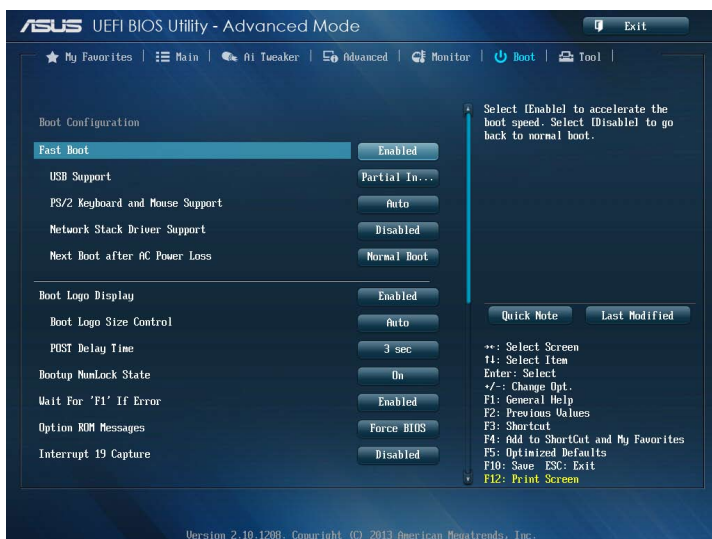 ASUS UEFI BIOS Utility - Advanced Mode
Exit
My Favorites | Main | Ai Tweaker | Advanced | Monitor | Boot | Tool |
Boot Configuration
Fast Boot Enabled
USB Support Partial In...
PS/2 Keyboard and Mouse Support Auto
Network Stack Driver Support Disabled
Next Boot after AC Power Loss Normal Boot
Boot Logo Display Enabled
Boot Logo Size Control Auto
POST Delay Time 3 sec
Bootup NumLock State On
Wait For 'F1' If Error Enabled
Option ROM Messages Force BIOS
Interrupt 19 Capture Disabled
Select [Enable] to accelerate the
boot speed. Select [Disable] to go
back to normal boot.
Quick Note Last Modified
→←: Select Screen
↑↓: Select Item
Enter: Select
+/-: Change Opt.
F1: General Help
F2: Previous Values
F3: Shortcut
F4: Add to ShortCut and My Favorites
F5: Optimized Defaults
F10: Save ESC: Exit
F12: Print Screen
Version 2.10.1208. Copyright (C) 2013 American Megatrends, Inc.